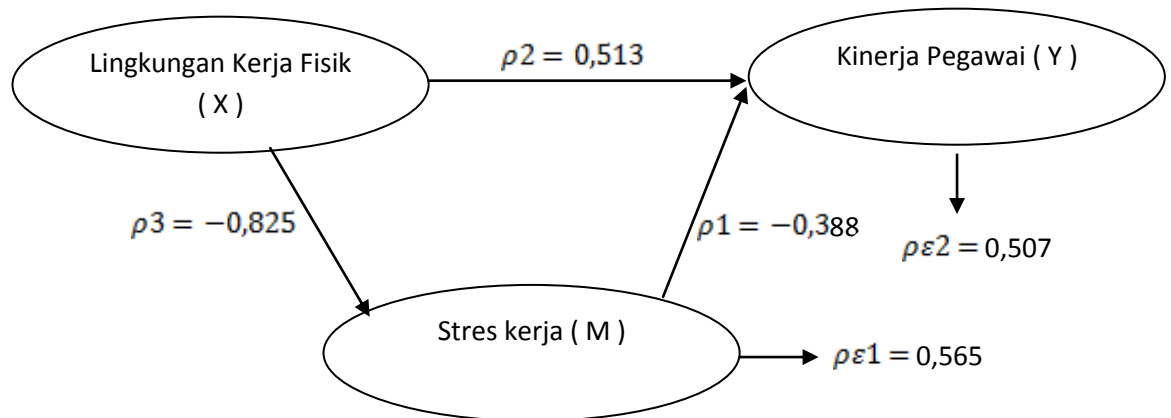 Lingkungan Kerja Fisik
( X )
ρ2 = 0,513
Kinerja Pegawai ( Y )
ρ3 = −0,825
ρ1 = −0,388
ρε2 = 0,507
Stres kerja ( M )
ρε1 = 0,565